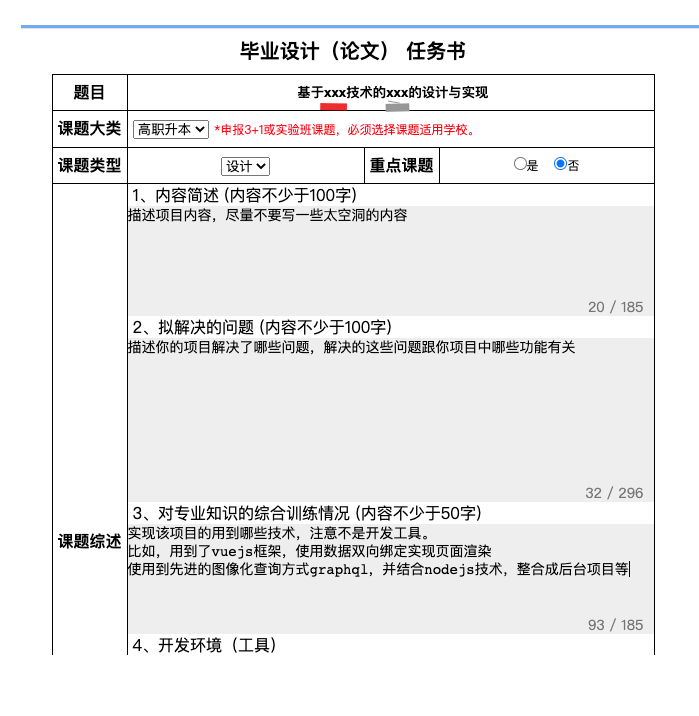 毕业设计（论文） 任务书
题目
基于xxx技术的xxx的设计与实现
课题大类
高职升本
*申报3+1或实验班课题，必须选择课题适用学校。
课题类型
设计
重点课题
是
否
课题综述
1、内容简述 (内容不少于100字)
描述项目内容，尽量不要写一些太空洞的内容
20 / 185
2、拟解决的问题 (内容不少于100字)
描述你的项目解决了哪些问题，解决的这些问题跟你项目中哪些功能有关
32 / 296
3、对专业知识的综合训练情况 (内容不少于50字)
实现该项目的用到哪些技术，注意不是开发工具。
比如，用到了vuejs框架，使用数据双向绑定实现页面渲染
使用到先进的图像化查询方式graphql，并结合nodejs技术，整合成后台项目等
93 / 185
4、开发环境（工具）